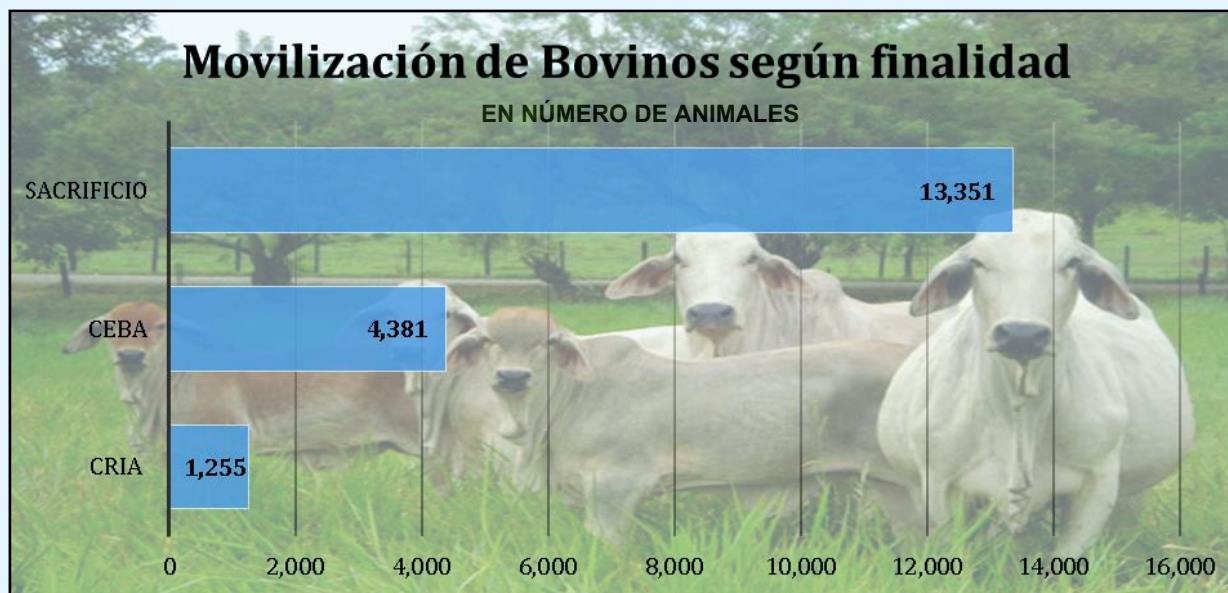 Movilización de Bovinos según finalidad
EN NÚMERO DE ANIMALES
SACRIFICIO 13,351
CEBA 4,381
CRIA 1,255
0 2,000 4,000 6,000 8,000 10,000 12,000 14,000 16,000